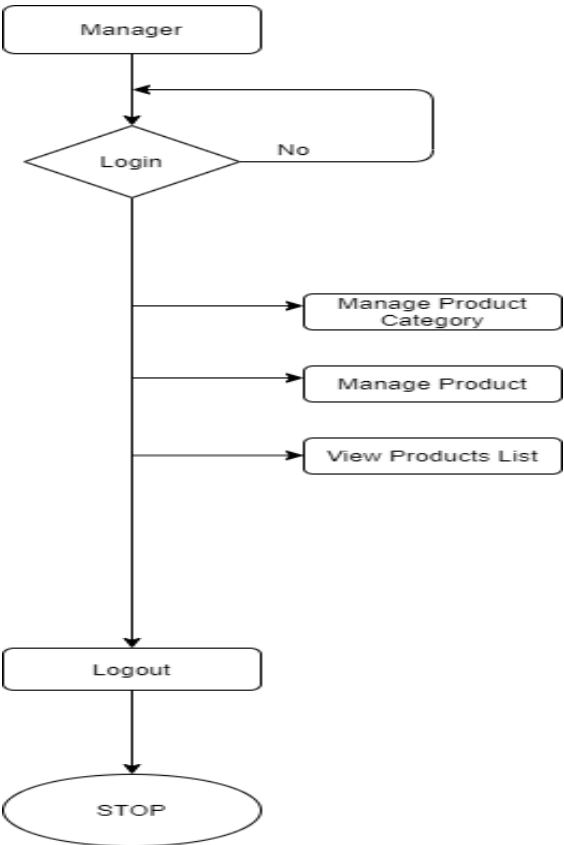 Manager
Login
No
Manage Product
Category
Manage Product
View Products List
Logout
STOP